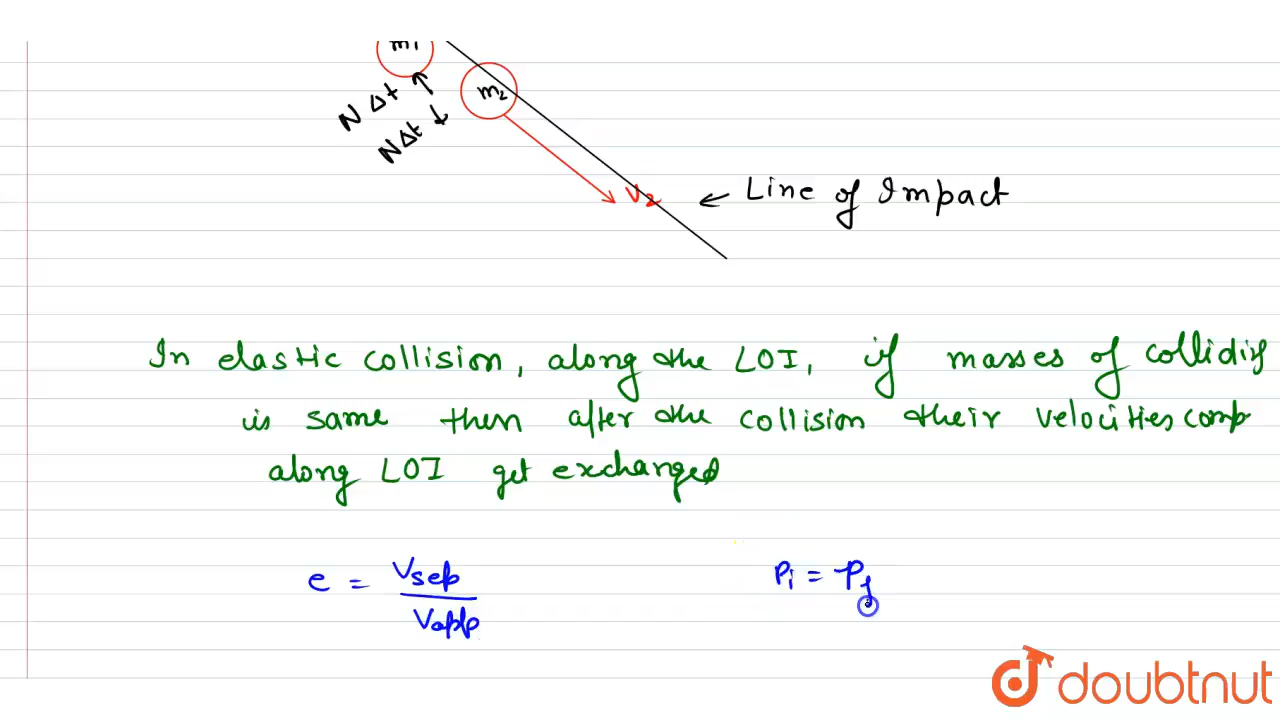 m1
m2
N Δt
N Δt
V2
← Line of Impact
In elastic collision, along the LOI, if masses of collidi
is same then after the collision their velocities comp
along LOI get exchanged
e = Vsep / Vapp
Pi = Pf
doubtnut